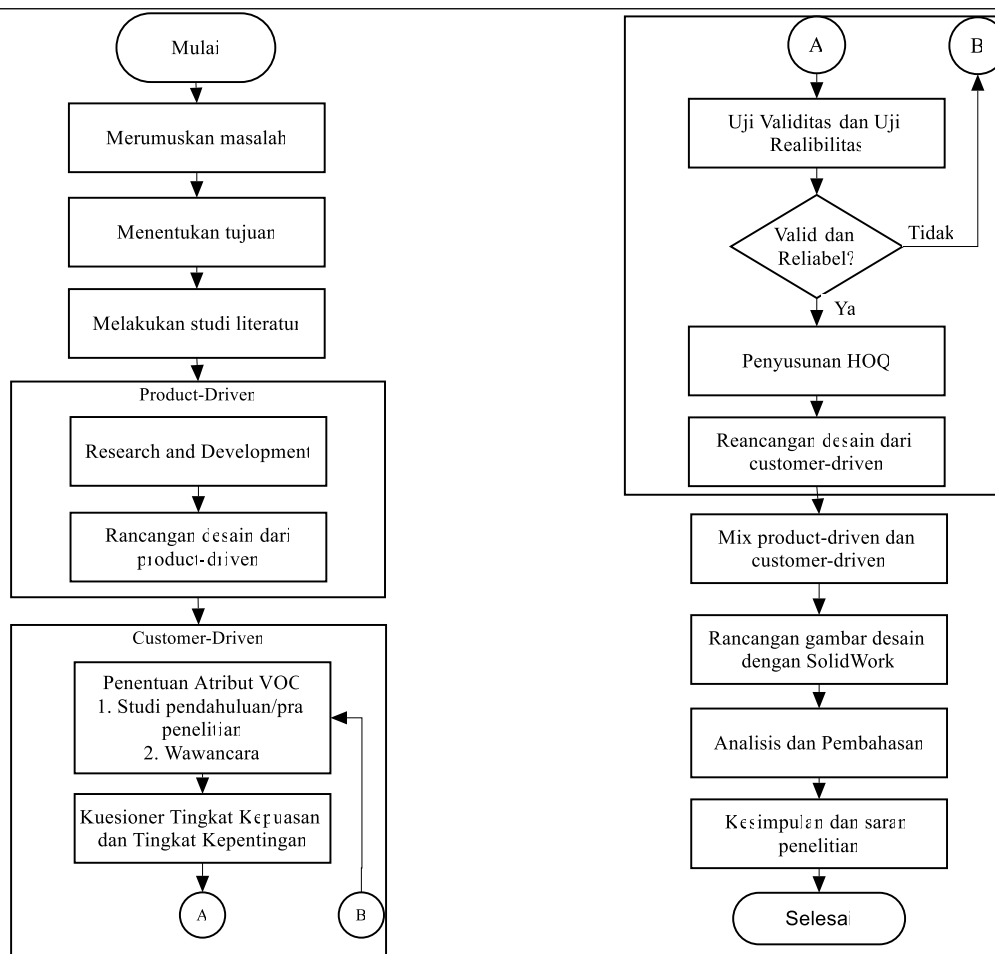 Mulai
Merumuskan masalah
Menentukan tujuan
Melakukan studi literatur
Product-Driven
Research and Development
Rancangan desain dari
product-driven
Customer-Driven
Penentuan Atribut VOC
1. Studi pendahuluan/pra
penelitian
2. Wawancara
Kuesioner Tingkat Kepuasan
dan Tingkat Kepentingan
A
B
A
B
Uji Validitas dan Uji
Realibilitas
Valid dan
Reliabel?
Tidak
Ya
Penyusunan HOQ
Reancangan desain dari
customer-driven
Mix product-driven dan
customer-driven
Rancangan gambar desain
dengan SolidWork
Analisis dan Pembahasan
Kesimpulan dan saran
penelitian
Selesai